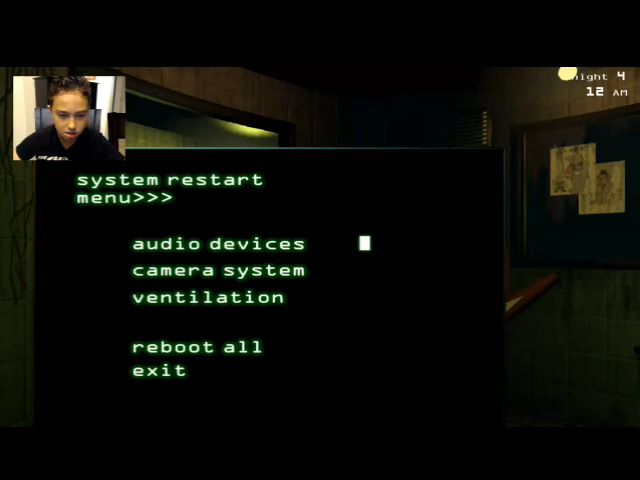 night 4
12 AM
system restart
menu>>>
audio devices
camera system
ventilation
reboot all
exit